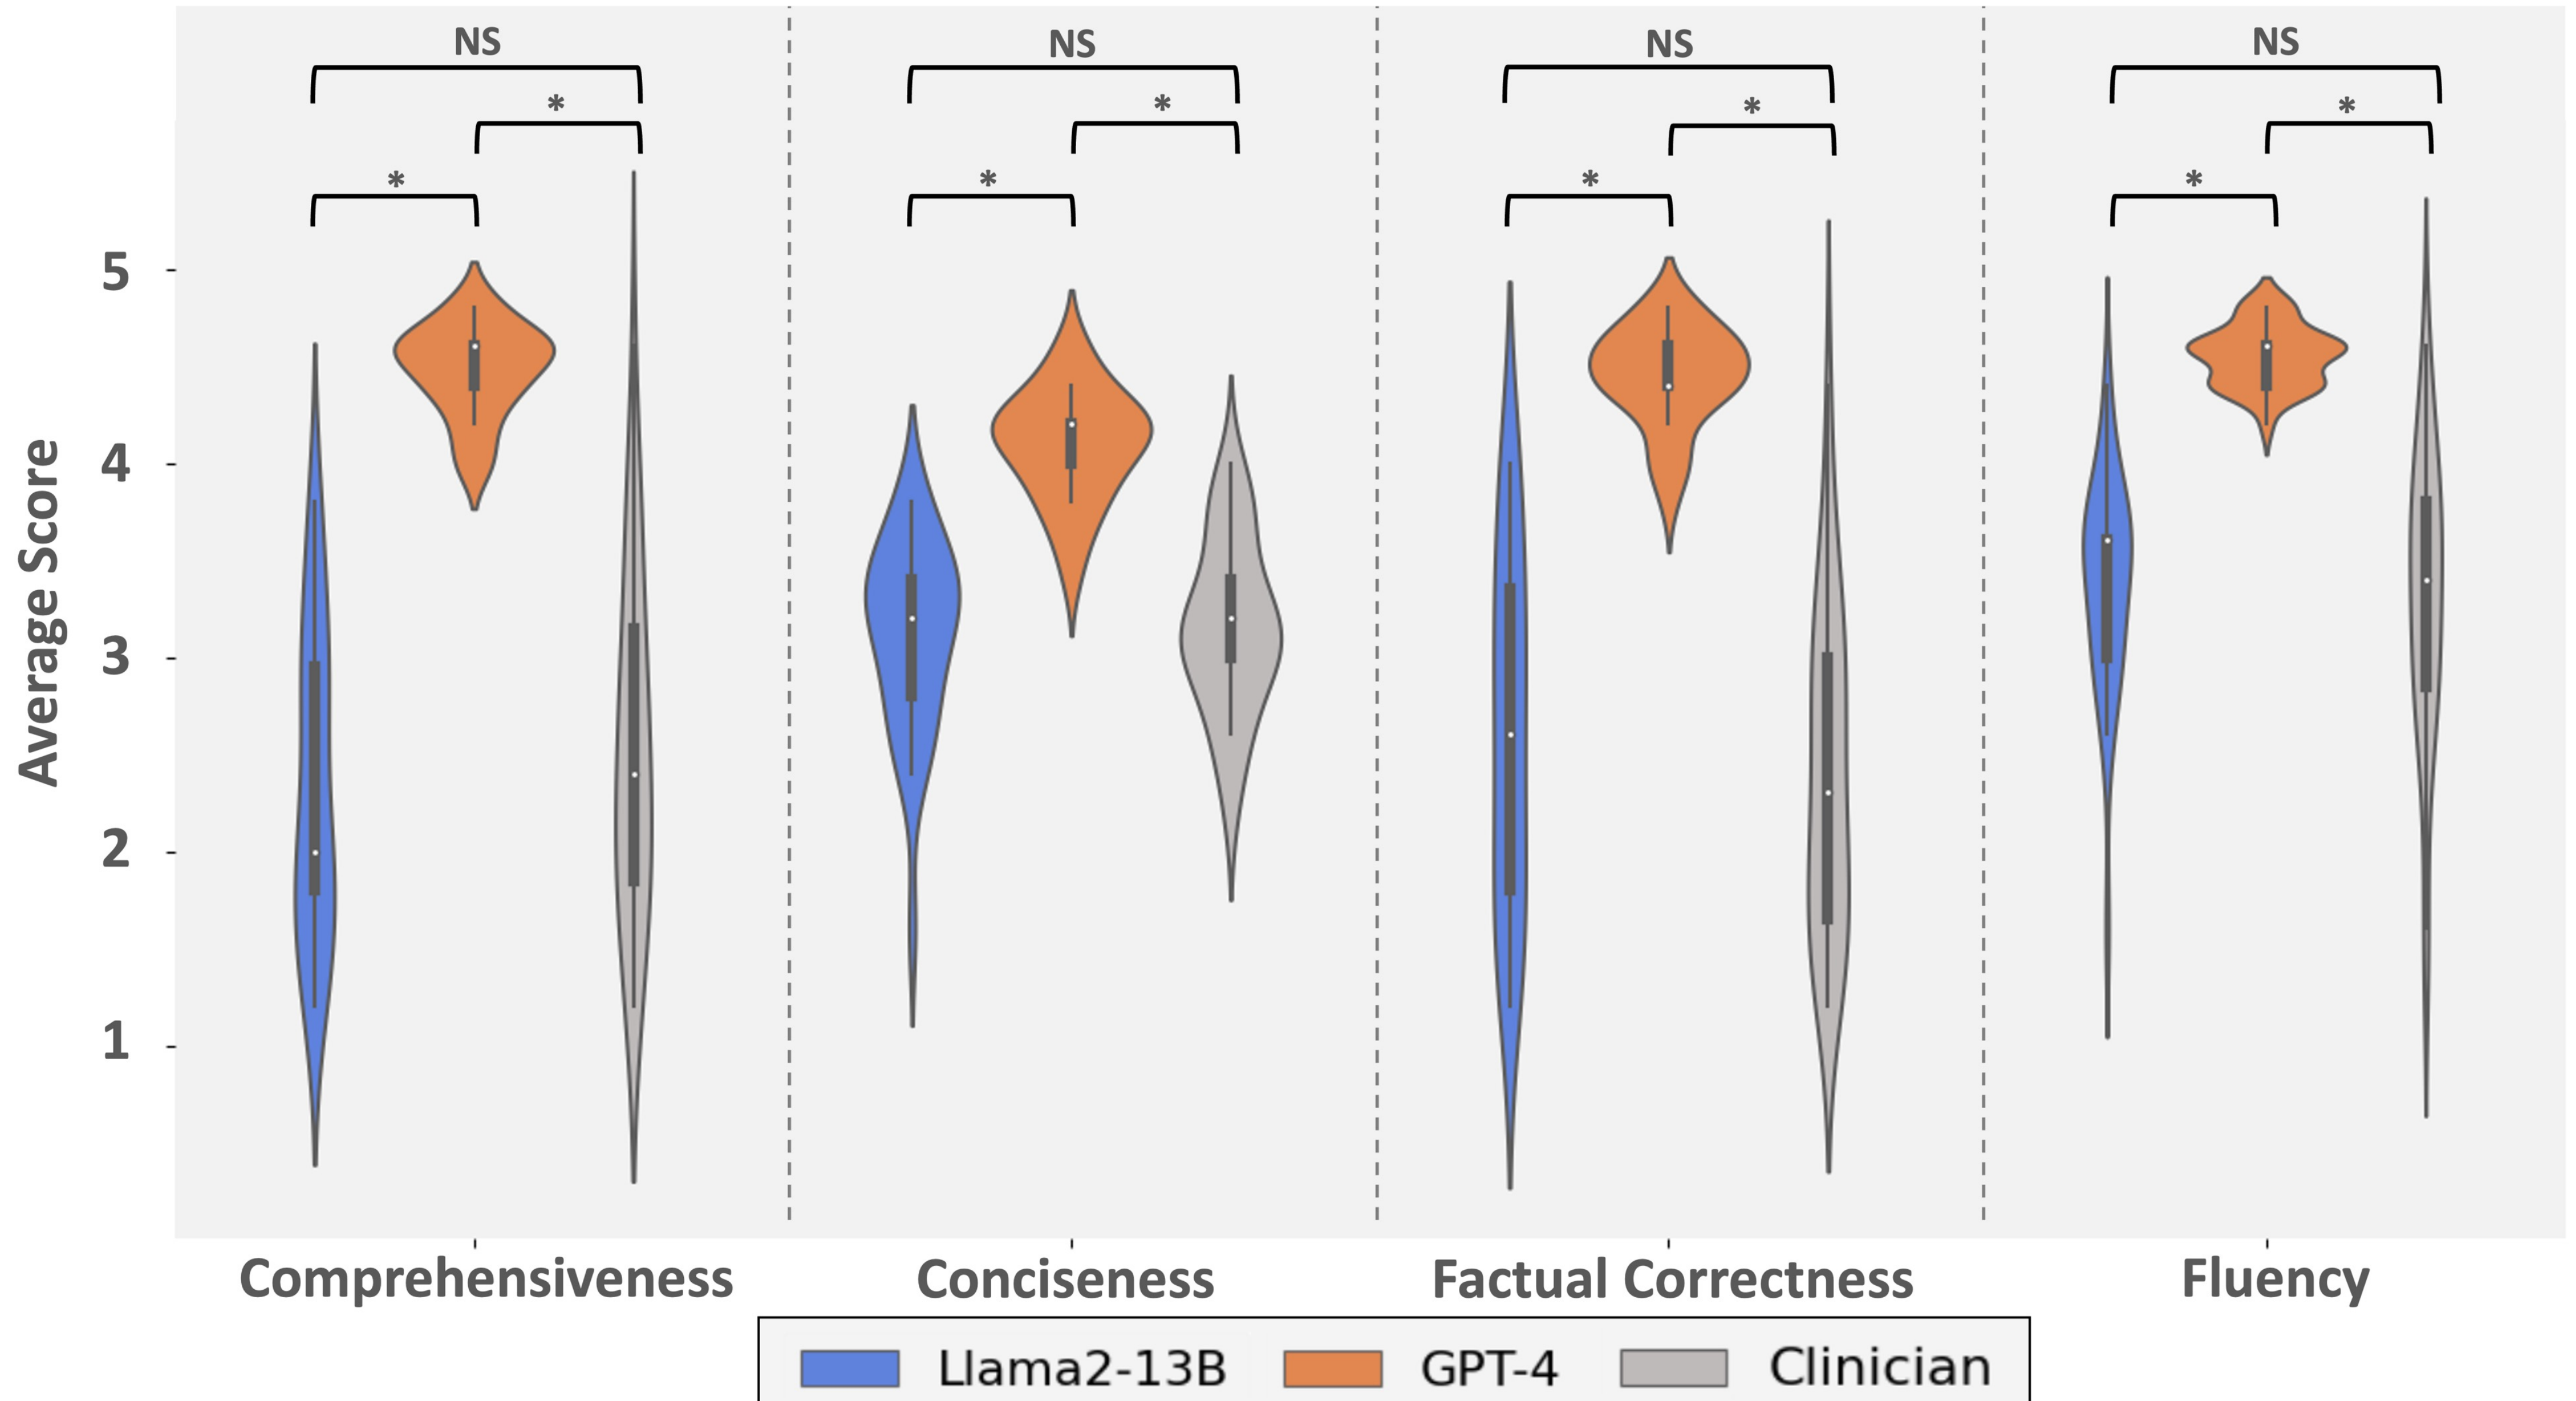 NS
NS
NS
NS
*
*
*
*
*
*
*
*
5
4
3
2
1
Average Score
Comprehensiveness
Conciseness
Factual Correctness
Fluency
Llama2-13B
GPT-4
Clinician